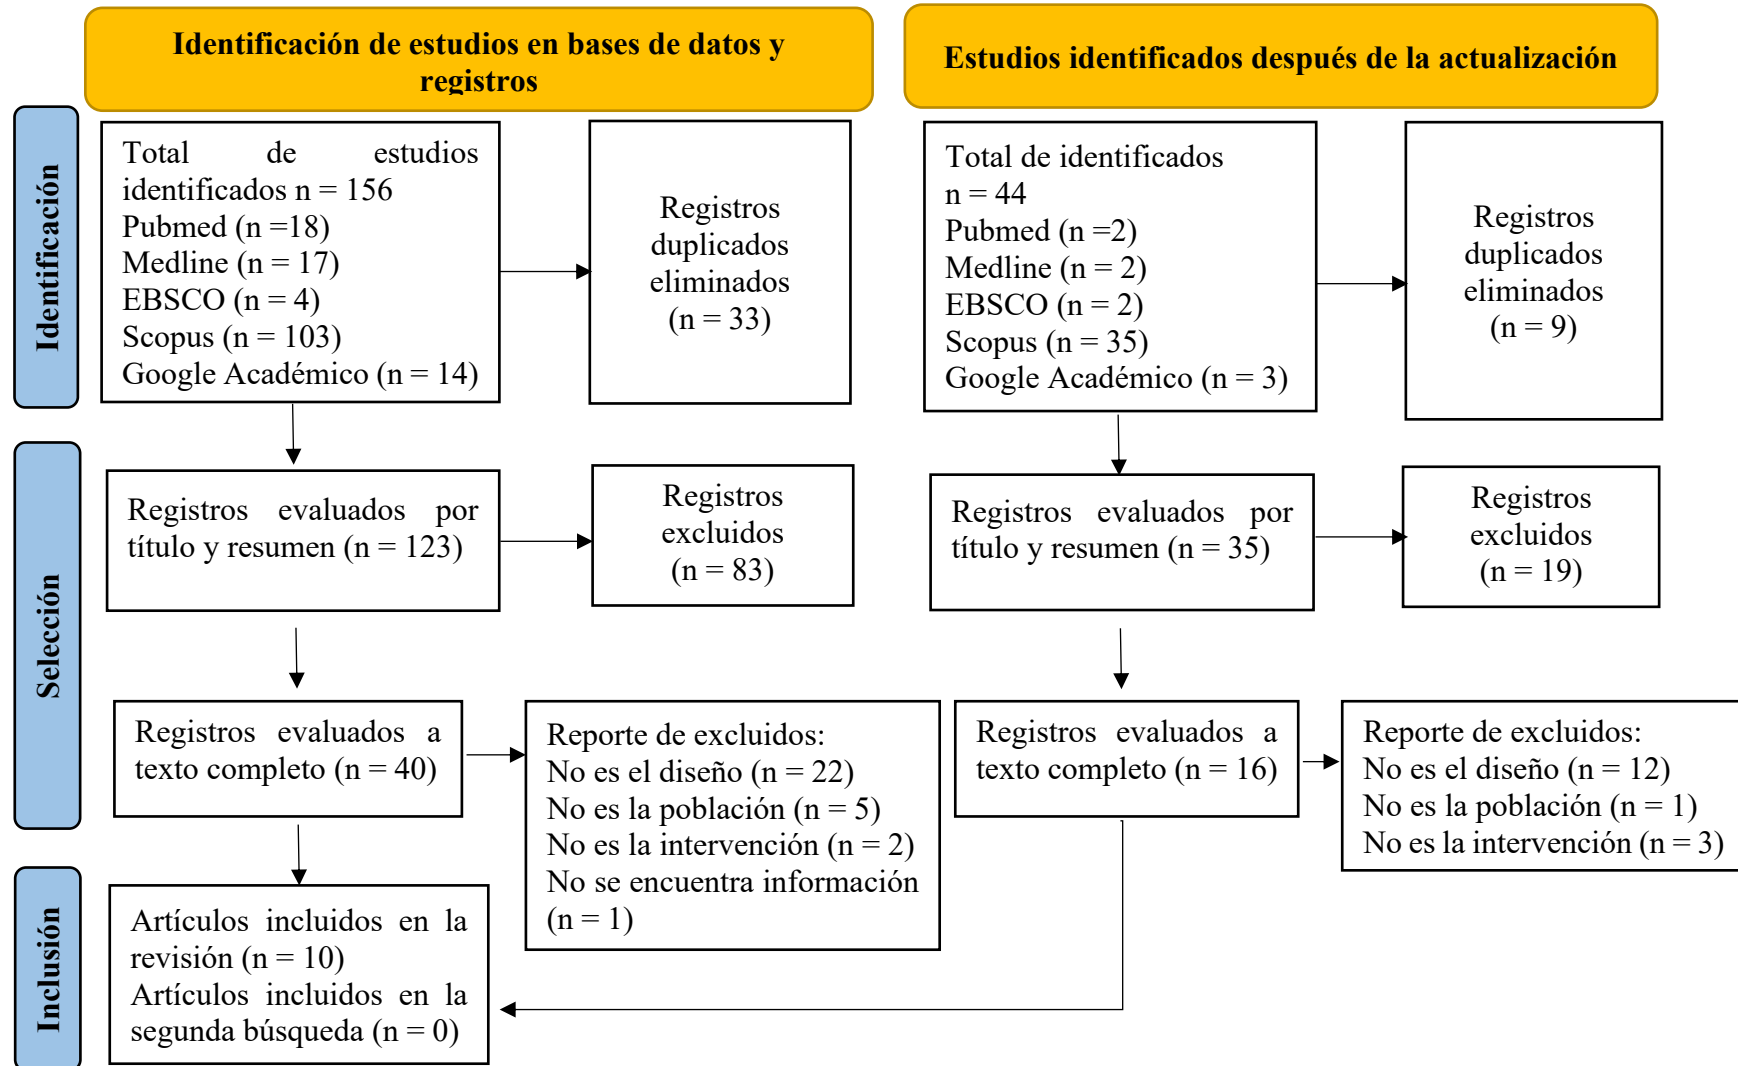 Identificación de estudios en bases de datos y
registros
Estudios identificados después de la actualización
Identificación
Total de estudios
identificados n = 156
Pubmed (n =18)
Medline (n = 17)
EBSCO (n = 4)
Scopus (n = 103)
Google Académico (n = 14)
Registros
duplicados
eliminados
(n = 33)
Total de identificados
n = 44
Pubmed (n =2)
Medline (n = 2)
EBSCO (n = 2)
Scopus (n = 35)
Google Académico (n = 3)
Registros
duplicados
eliminados
(n = 9)
Selección
Registros evaluados por
título y resumen (n = 123)
Registros
excluidos
(n = 83)
Registros evaluados por
título y resumen (n = 35)
Registros
excluidos
(n = 19)
Registros evaluados a
texto completo (n = 40)
Reporte de excluidos:
No es el diseño (n = 22)
No es la población (n = 5)
No es la intervención (n = 2)
No se encuentra información
(n = 1)
Registros evaluados a
texto completo (n = 16)
Reporte de excluidos:
No es el diseño (n = 12)
No es la población (n = 1)
No es la intervención (n = 3)
Inclusión
Artículos incluidos en la
revisión (n = 10)
Artículos incluidos en la
segunda búsqueda (n = 0)